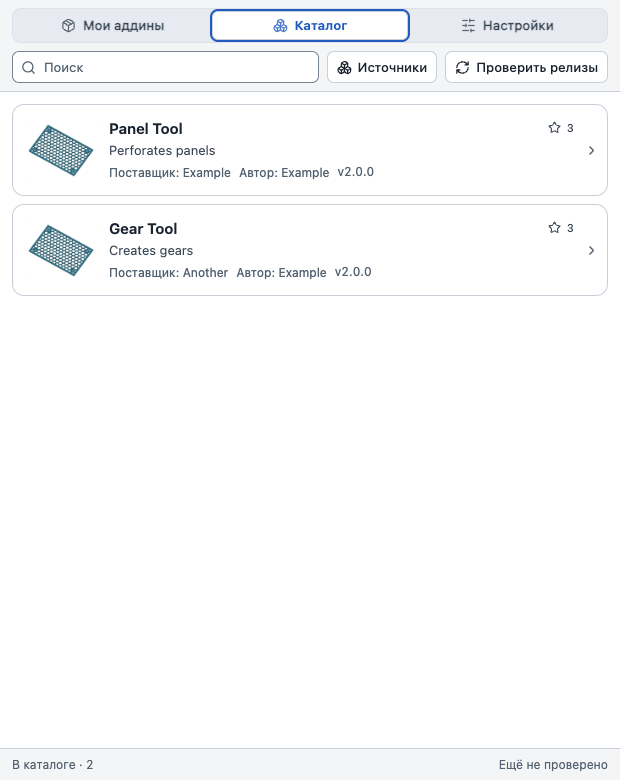 Мои аддины Каталог Настройки
Поиск Источники Проверить релизы
Panel Tool 3
Perforates panels
Поставщик: Example Автор: Example v2.0.0
Gear Tool 3
Creates gears
Поставщик: Another Автор: Example v2.0.0
В каталоге · 2 Ещё не проверено